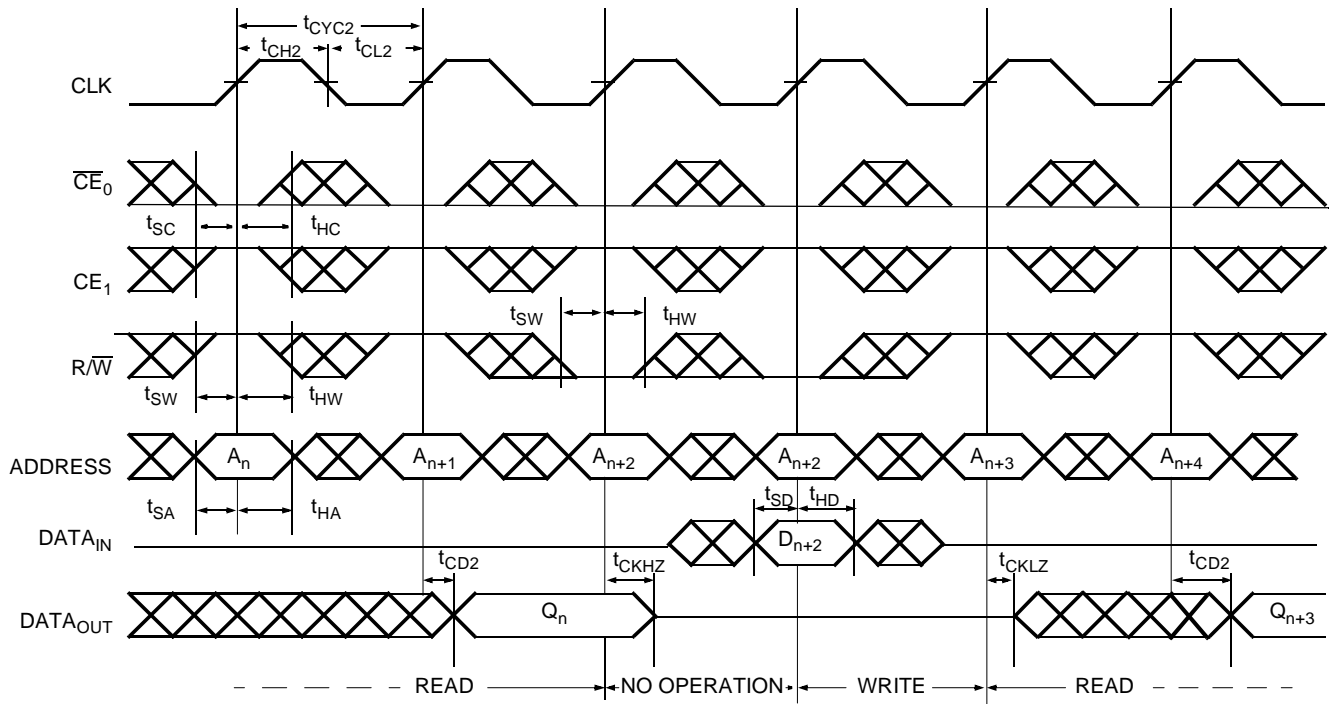 tCYC2
tCH2 tCL2
CLK
CE0
tSC tHC
CE1
tSW tHW
R/W
tSW tHW
ADDRESS An An+1 An+2 An+2 An+3 An+4
tSA tHA tSD tHD
DATAIN Dn+2
tCD2 tCKHZ tCKLZ tCD2
DATAOUT Qn Qn+3
READ NO OPERATION WRITE READ